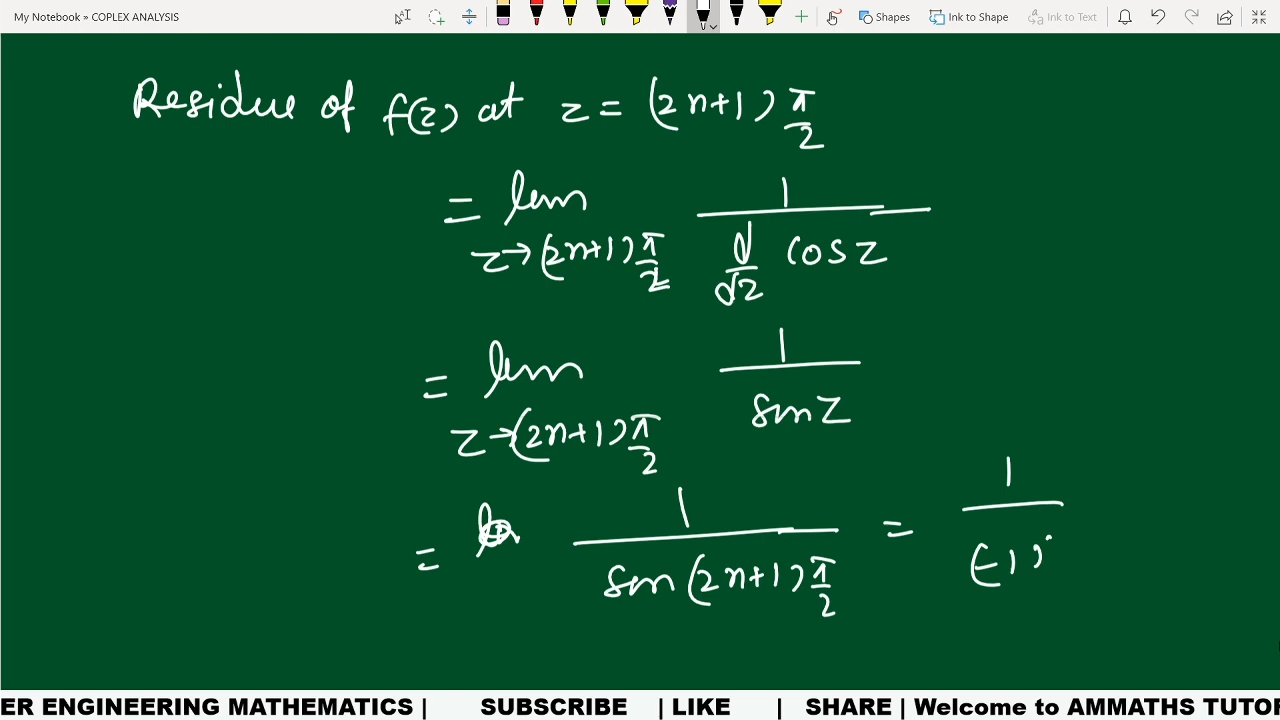 My Notebook » COPLEX ANALYSIS
Shapes Ink to Shape Ink to Text
Residue of f(z) at z = (2n+1) π/2
= lim z→(2n+1) π/2 1 / (d/dz cos z)
= lim z→(2n+1) π/2 1 / sin z
= 1 / sin (2n+1) π/2 = 1 / (-1)
ER ENGINEERING MATHEMATICS | SUBSCRIBE | LIKE | SHARE | Welcome to AMMATHS TUTO